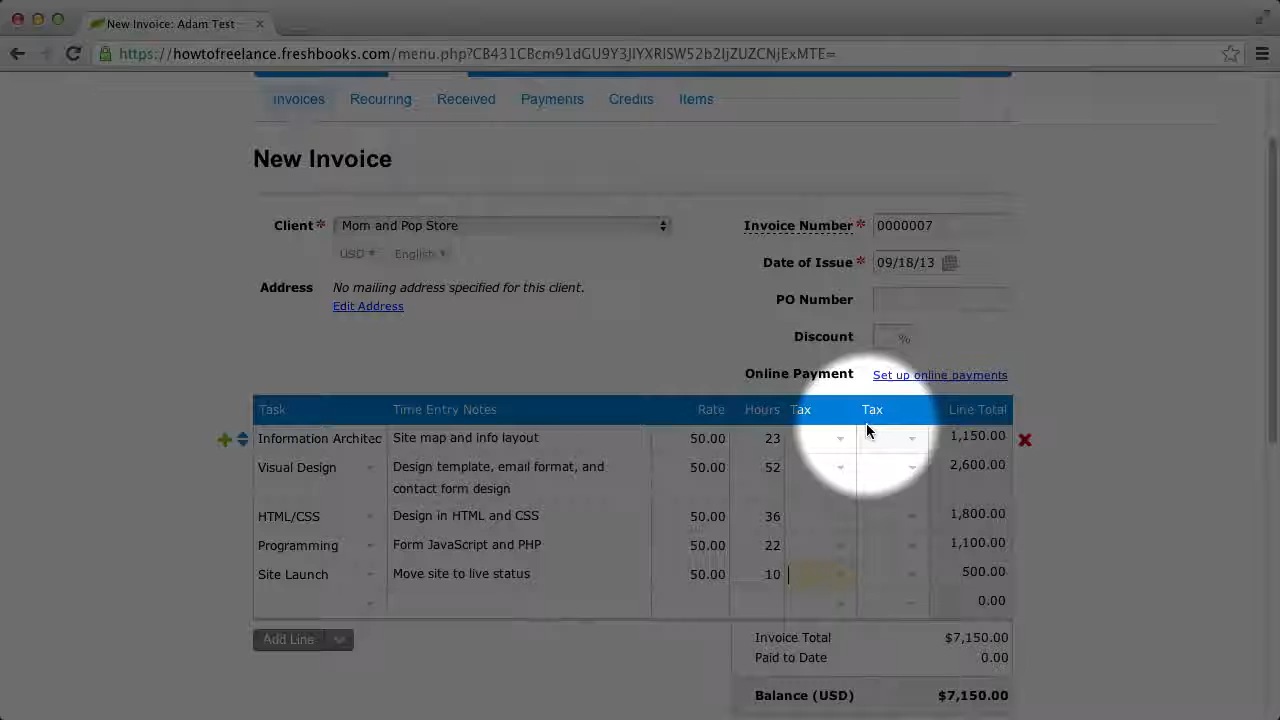 New Invoice: Adam Test
https://howtofreelance.freshbooks.com/menu.php?
Invoices Recurring Received Payments Credits Items
New Invoice
Client * Mom and Pop Store Invoice Number * 0000007
USD English Date of Issue * 09/18/13
Address No mailing address specified for this client. PO Number
Edit Address
Discount %
Online Payment Set up online payments
Task Time Entry Notes Rate Hours Tax Tax Line Total
Information Architec Site map and info layout 50.00 23 1,150.00
Visual Design Design template, email format, and 50.00 52 2,600.00
contact form design
HTML/CSS Design in HTML and CSS 50.00 36 1,800.00
Programming Form JavaScript and PHP 50.00 22 1,100.00
Site Launch Move site to live status 50.00 10 500.00
0.00
Add Line Invoice Total $7,150.00
Paid to Date 0.00
Balance (USD) $7,150.00